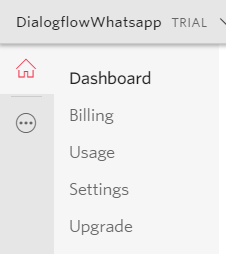 DialogflowWhatsapp TRIAL
Dashboard
Billing
Usage
Settings
Upgrade